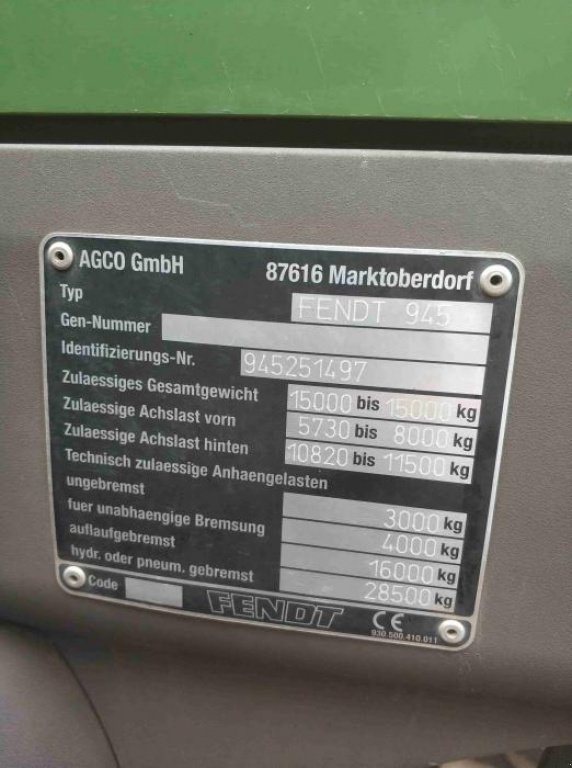 AGCO GmbH 87616 Marktoberdorf
Typ FENDT 945
Gen-Nummer
Identifizierungs-Nr. 945251497
Zulaessiges Gesamtgewicht 15000 bis 15000 kg
Zulaessige Achslast vorn 5730 bis 8000 kg
Zulaessige Achslast hinten 10820 bis 11500 kg
Technisch zulaessige Anhaengelasten
ungebremst 3000 kg
fuer unabhaengige Bremsung 4000 kg
auflaufgebremst 16000 kg
hydr. oder pneum. gebremst 28500 kg
Code FENDT CE
930.500.410.011